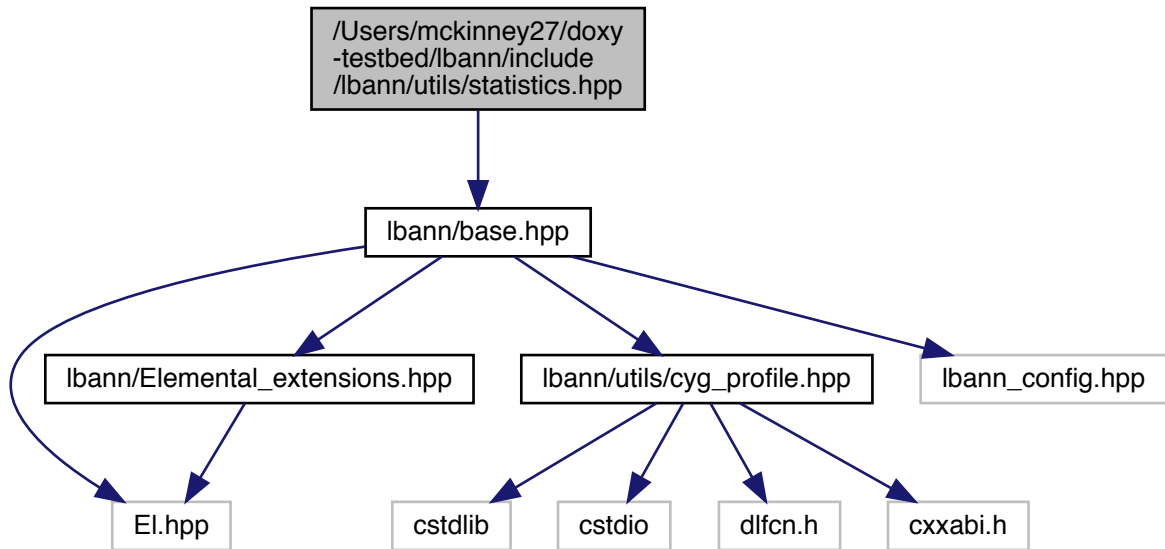 /Users/mckinney27/doxy
-testbed/lbann/include
/lbann/utils/statistics.hpp
lbann/base.hpp
lbann/Elemental_extensions.hpp
lbann/utils/cyg_profile.hpp
lbann_config.hpp
El.hpp
cstdlib
cstdio
dlfcn.h
cxxabi.h